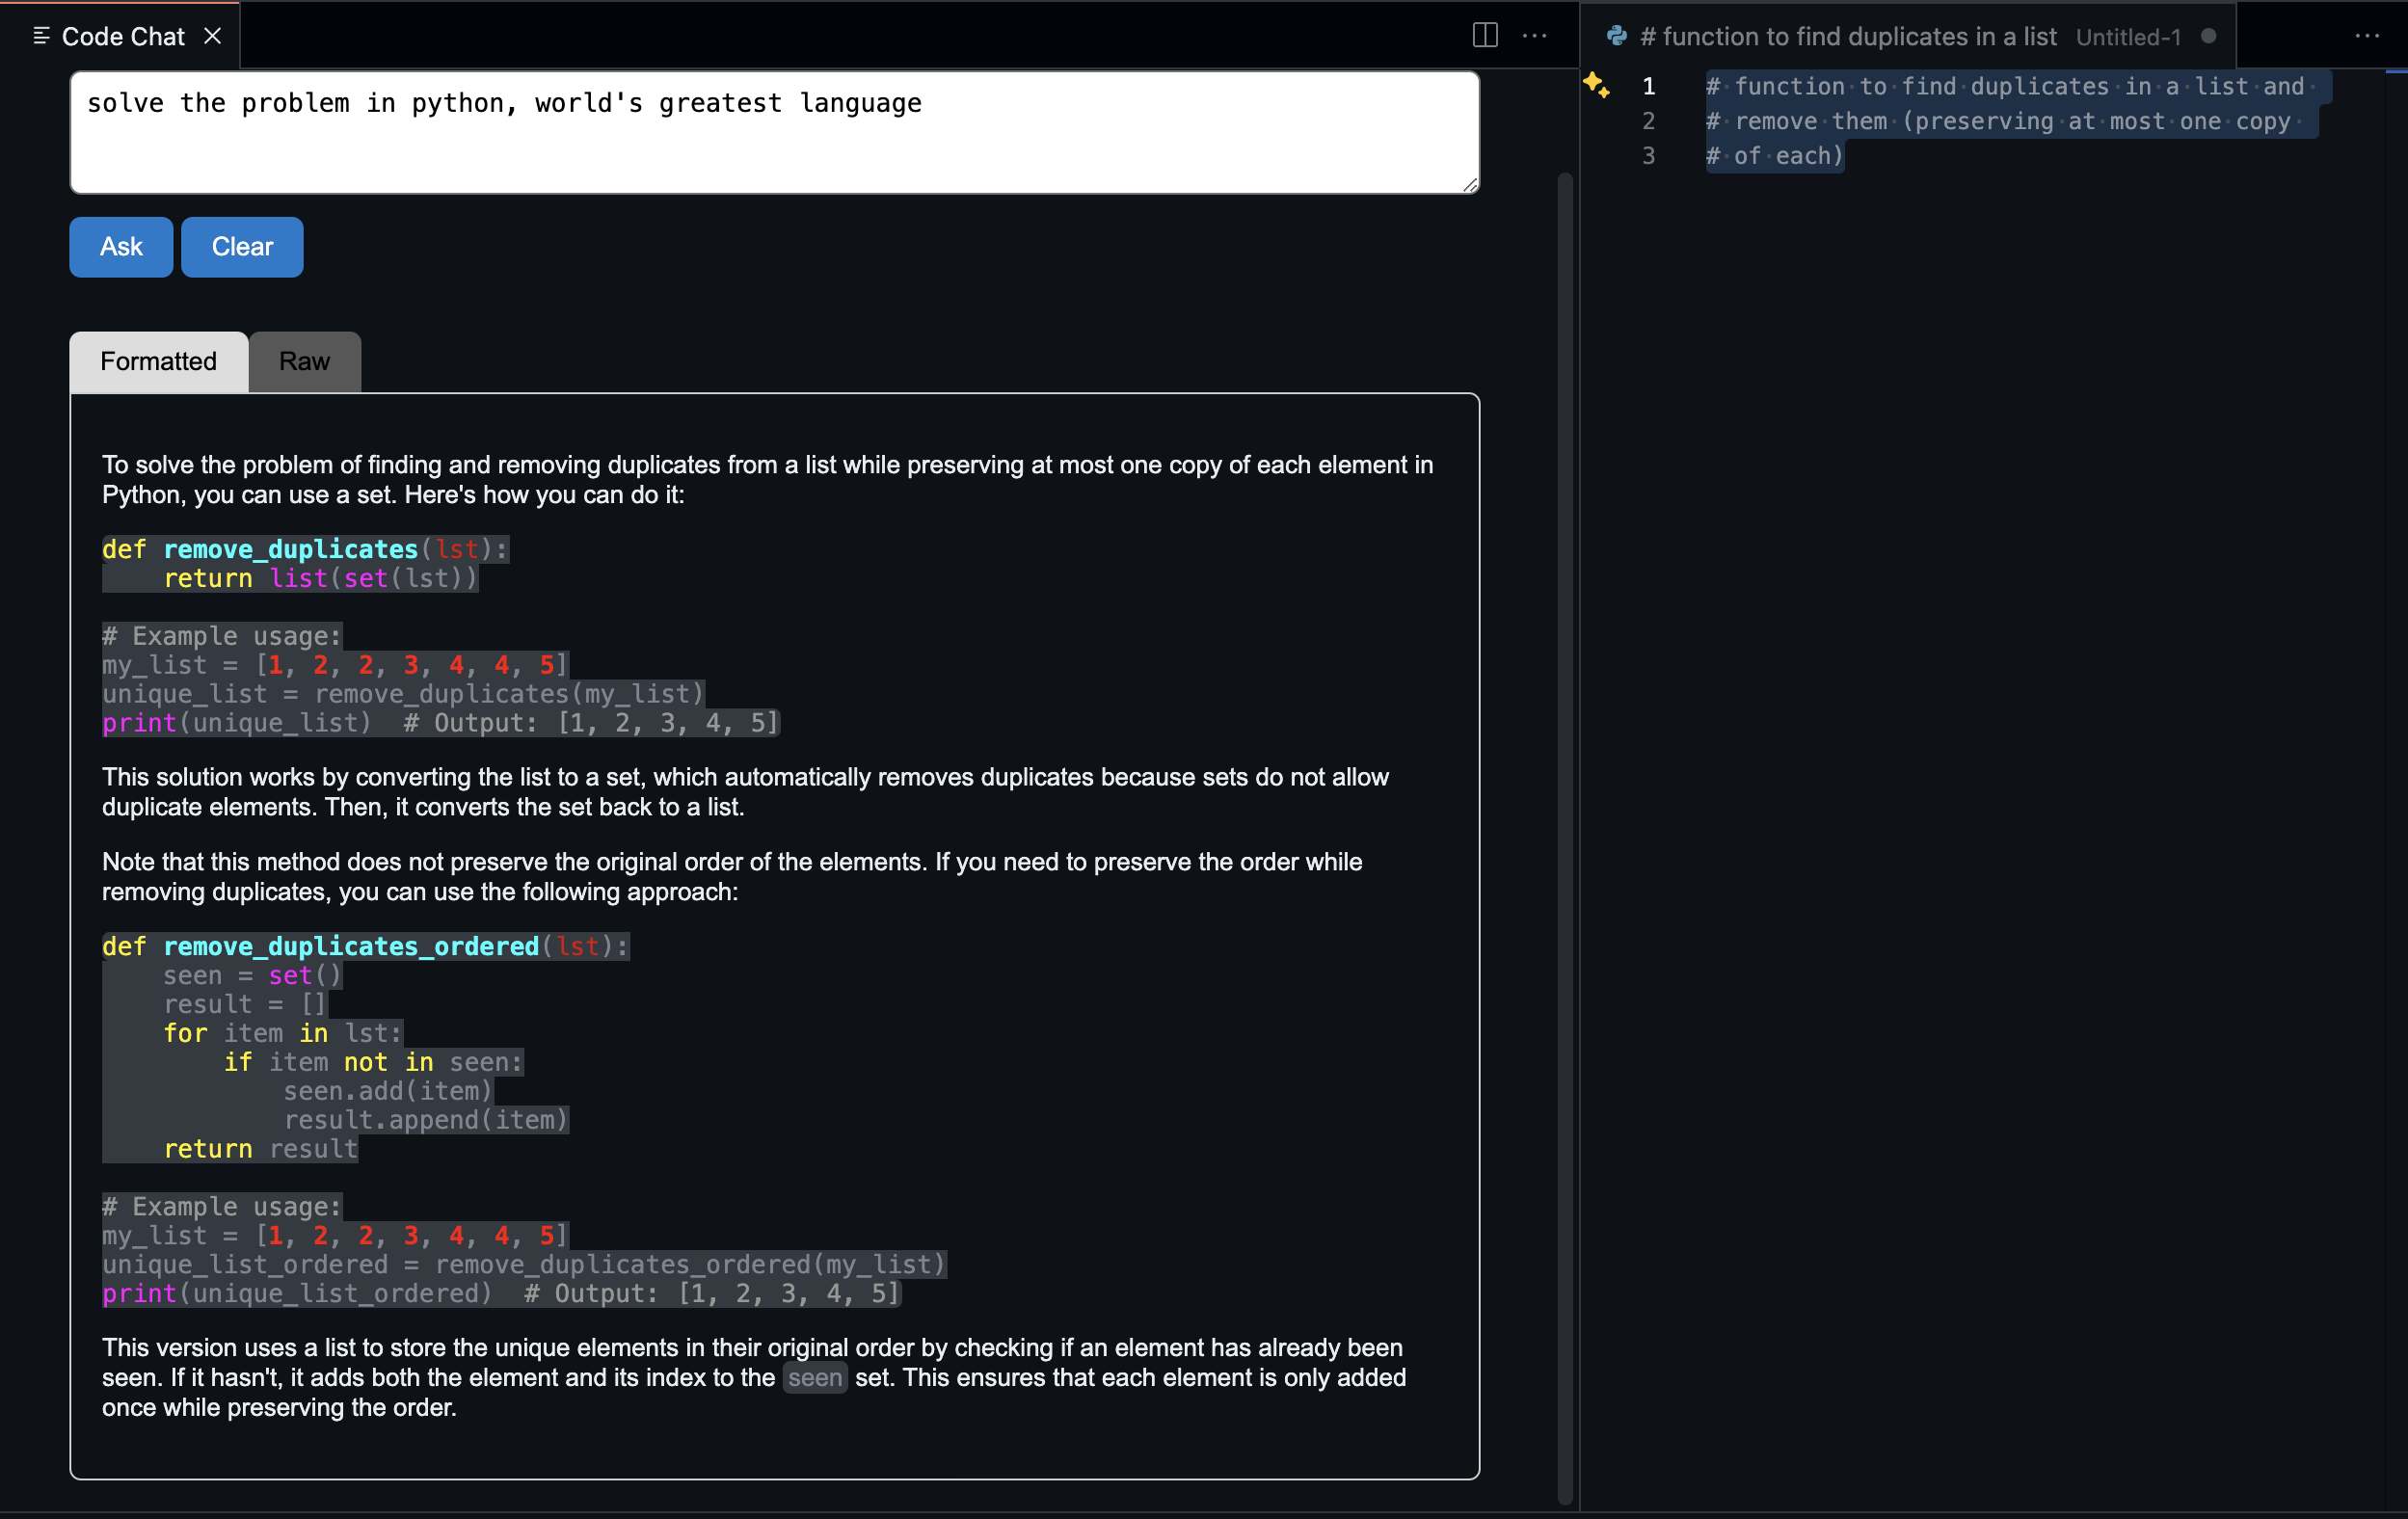 Code Chat
# function to find duplicates in a list Untitled-1
solve the problem in python, world's greatest language
Ask Clear
Formatted Raw
To solve the problem of finding and removing duplicates from a list while preserving at most one copy of each element in
Python, you can use a set. Here's how you can do it:
def remove_duplicates(lst):
    return list(set(lst))
# Example usage:
my_list = [1, 2, 2, 3, 4, 4, 5]
unique_list = remove_duplicates(my_list)
print(unique_list)  # Output: [1, 2, 3, 4, 5]
This solution works by converting the list to a set, which automatically removes duplicates because sets do not allow
duplicate elements. Then, it converts the set back to a list.
Note that this method does not preserve the original order of the elements. If you need to preserve the order while
removing duplicates, you can use the following approach:
def remove_duplicates_ordered(lst):
    seen = set()
    result = []
    for item in lst:
        if item not in seen:
            seen.add(item)
            result.append(item)
    return result
# Example usage:
my_list = [1, 2, 2, 3, 4, 4, 5]
unique_list_ordered = remove_duplicates_ordered(my_list)
print(unique_list_ordered)  # Output: [1, 2, 3, 4, 5]
This version uses a list to store the unique elements in their original order by checking if an element has already been
seen. If it hasn't, it adds both the element and its index to the seen set. This ensures that each element is only added
once while preserving the order.
1 # function to find duplicates in a list and
2 # remove them (preserving at most one copy
3 # of each)